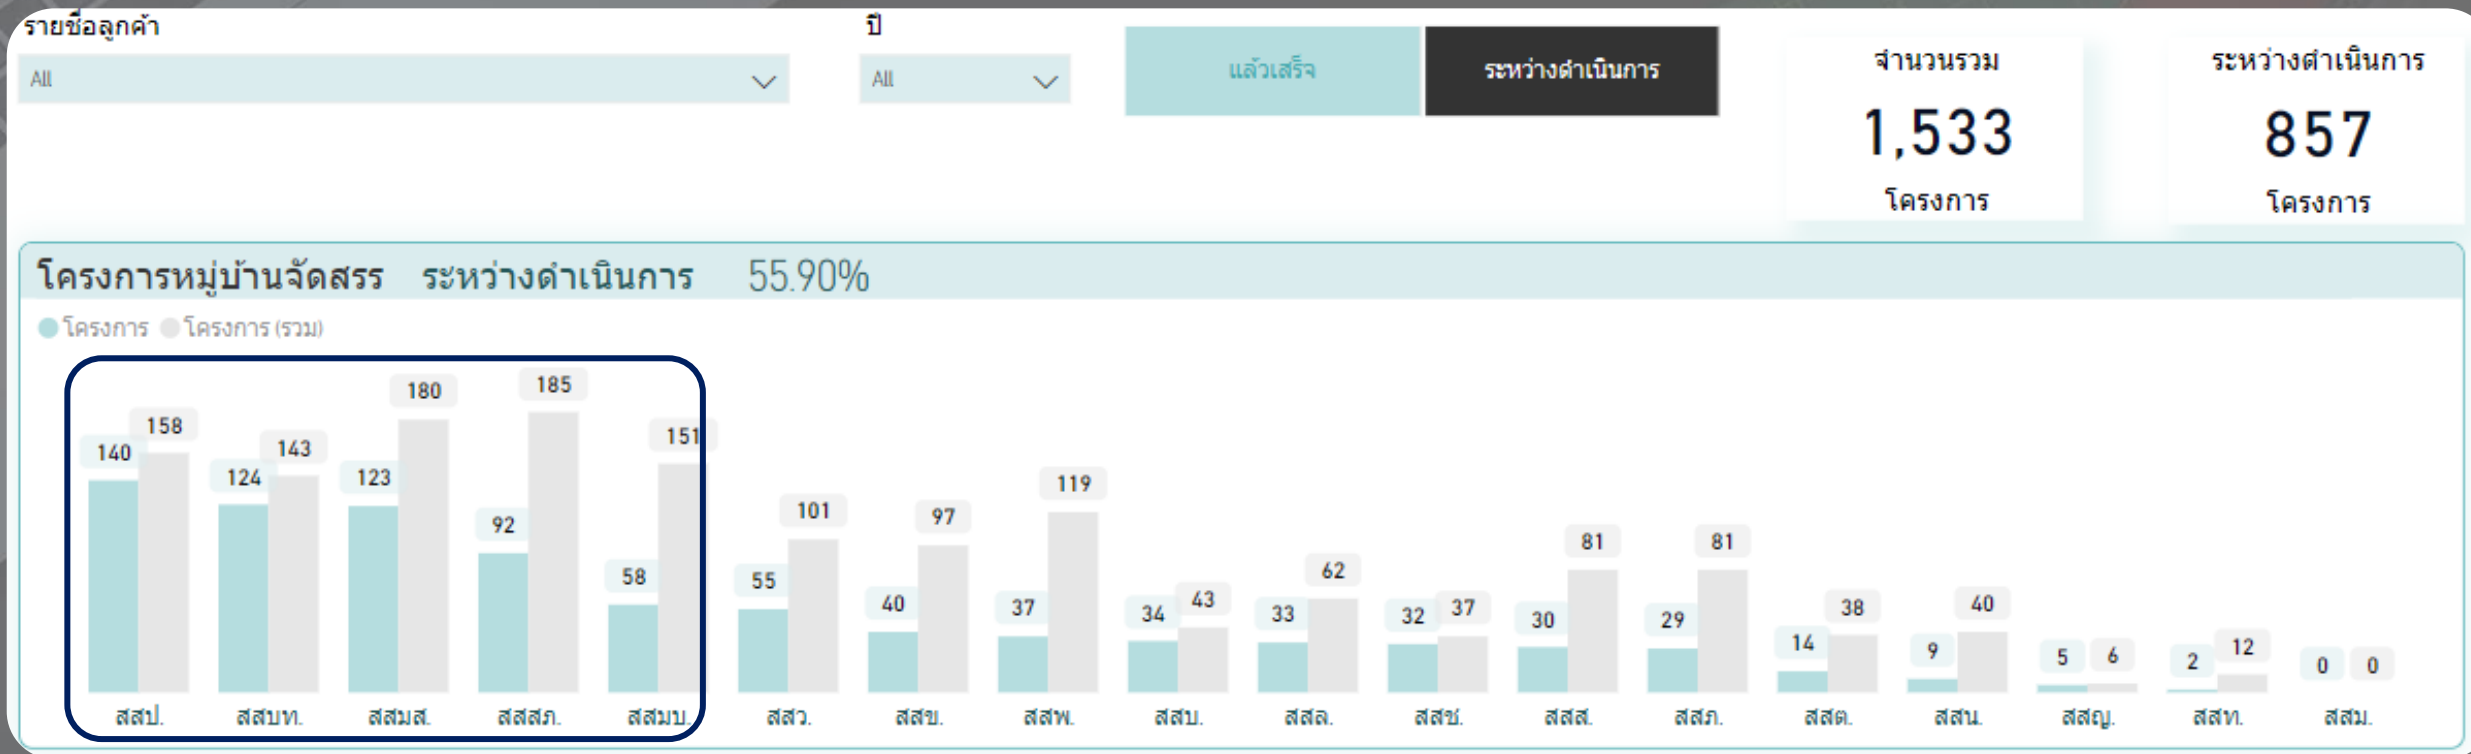 รายชื่อลูกค้า
All
ปี
All
แล้วเสร็จ
ระหว่างดำเนินการ
จำนวนรวม
1,533
โครงการ
ระหว่างดำเนินการ
857
โครงการ
โครงการหมู่บ้านจัดสรร ระหว่างดำเนินการ 55.90%
โครงการ โครงการ (รวม)
140 158 124 143 123 180 92 185 58 151 55 101 40 97 37 119 34 43 33 62 32 37 30 81 29 81 14 38 9 40 5 6 2 12 0 0
สสป. สสบท. สสมส. สสสภ. สสมบ. สสว. สสข. สสพ. สสบ. สสล. สสช. สสส. สสภ. สสต. สสน. สสญ. สสท. สสม.